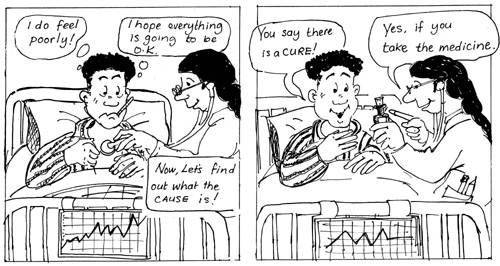 I do feel
poorly!
I hope everything
is going to be
O.K.
Now, Let's find
out what the
CAUSE is!
You say there
is a CURE!
Yes, if you
take the medicine.